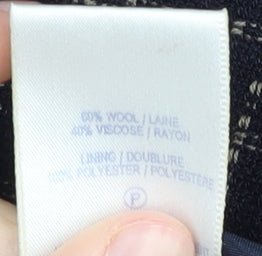 60% WOOL / LAINE
40% VISCOSE / RAYON
LINING / DOUBLURE
100% POLYESTER / POLYESTERE
P